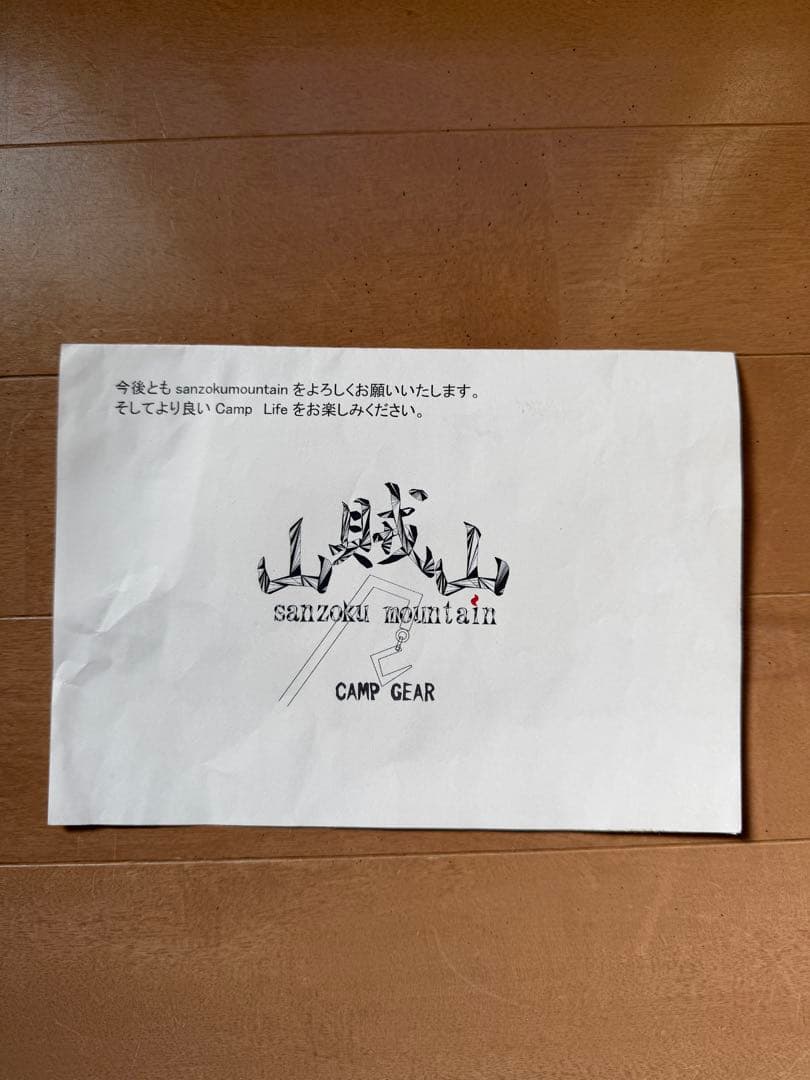 今後とも sanzokumountain をよろしくお願いいたします。
そしてより良い Camp　Life をお楽しみください。
山賊山
sanzoku mountain
CAMP GEAR